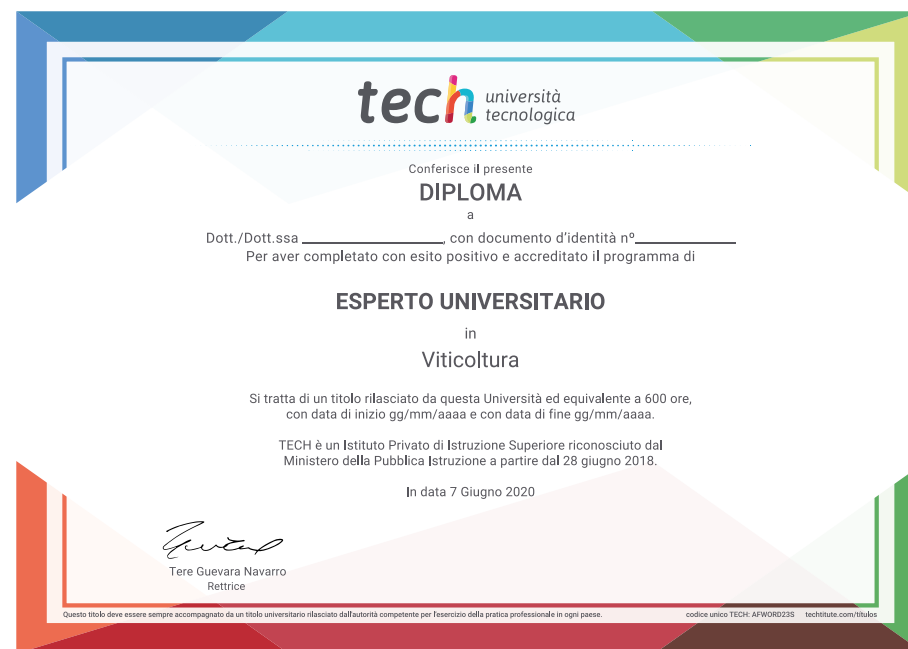 tech università
tecnologica
Conferisce il presente
DIPLOMA
a
Dott./Dott.ssa ____________________, con documento d'identità nº______________
Per aver completato con esito positivo e accreditato il programma di
ESPERTO UNIVERSITARIO
in
Viticoltura
Si tratta di un titolo rilasciato da questa Università ed equivalente a 600 ore,
con data di inizio gg/mm/aaaa e con data di fine gg/mm/aaaa.
TECH è un Istituto Privato di Istruzione Superiore riconosciuto dal
Ministero della Pubblica Istruzione a partire dal 28 giugno 2018.
In data 7 Giugno 2020
Tere Guevara Navarro
Rettrice
Questo titolo deve essere sempre accompagnato da un titolo universitario rilasciato dall'autorità competente per l'esercizio della pratica professionale in ogni paese. codice unico TECH: AFWORD23S techtitute.com/titulos